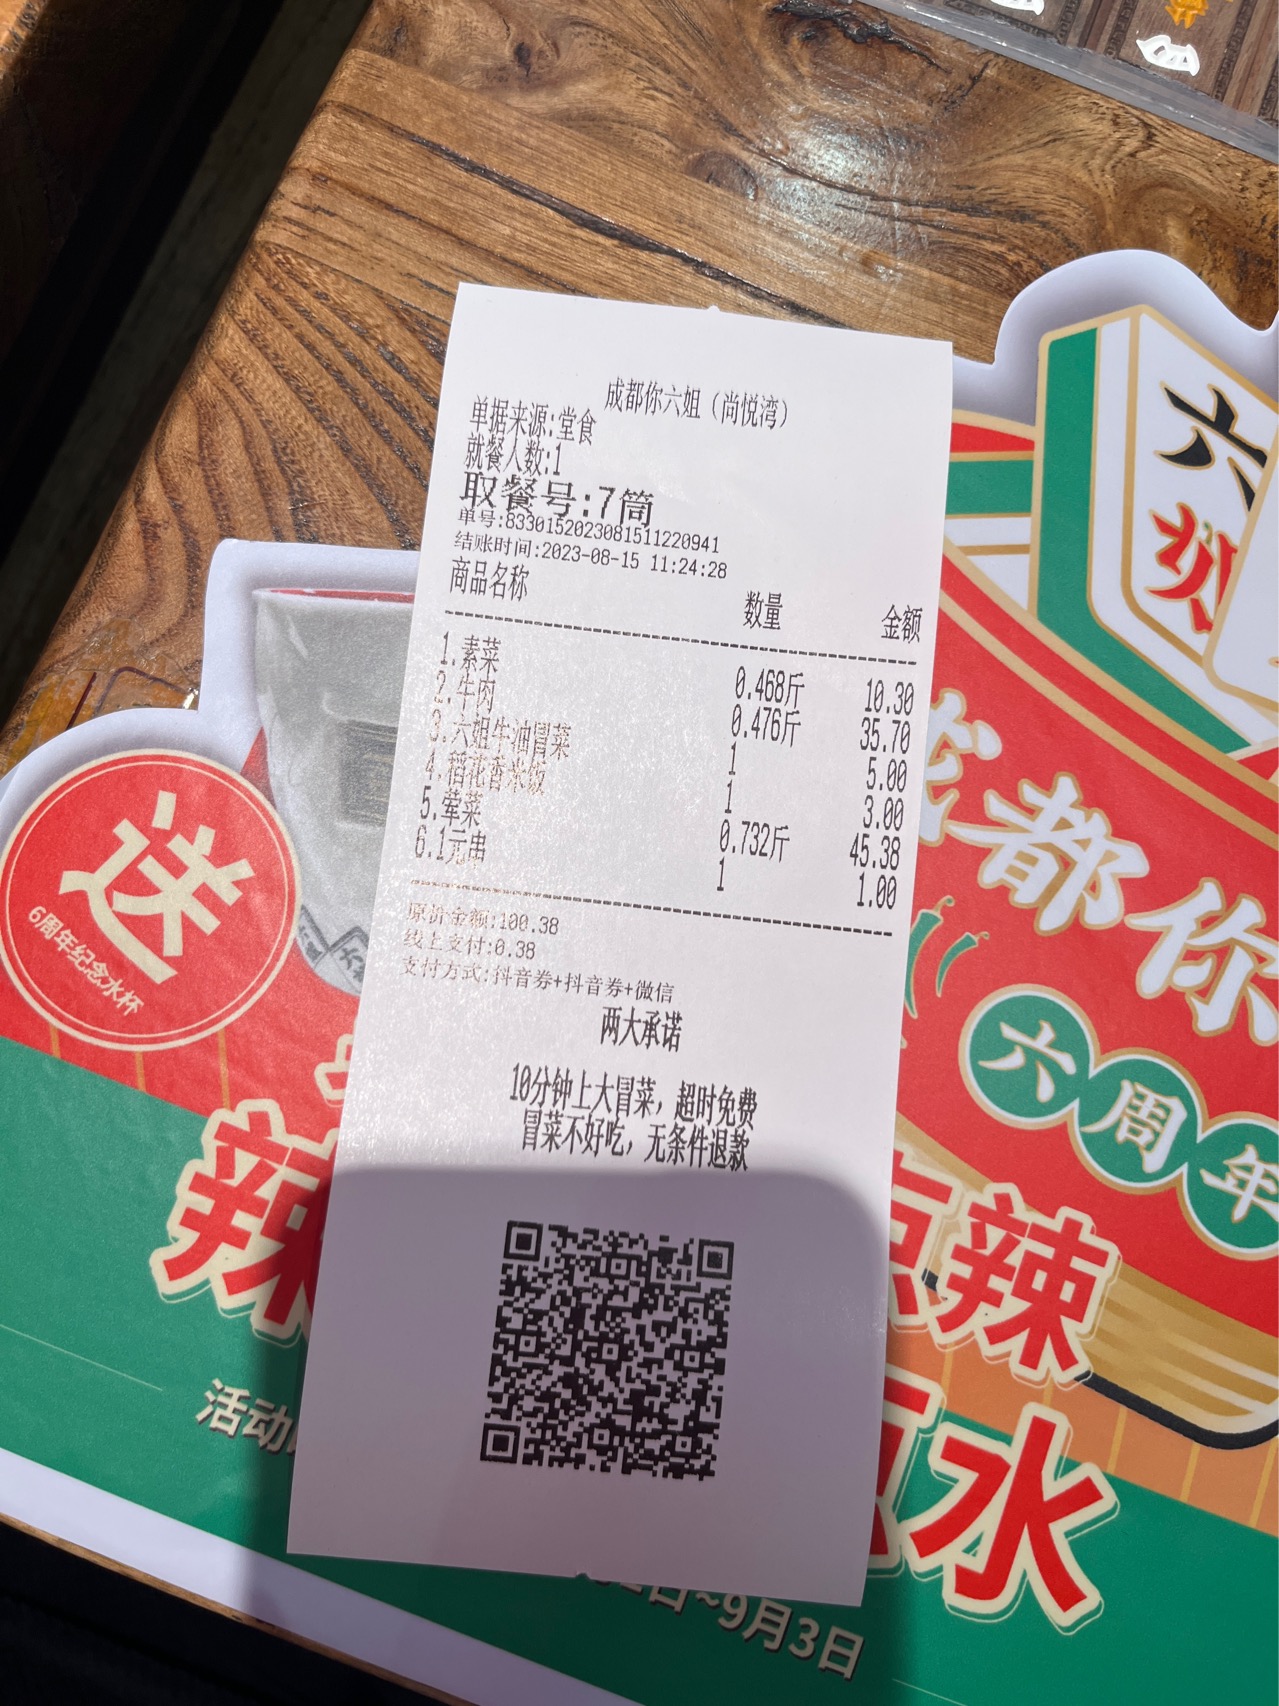 成都你六姐（尚悦湾）
单据来源:堂食
就餐人数:1
取餐号:7筒
单号:8330152023081511220941
结账时间:2023-08-15 11:24:28
商品名称 数量 金额
1.素菜 0.468斤 10.30
2.牛肉 0.476斤 35.70
3.六姐牛油冒菜 1 5.00
4.稻花香米饭 1 3.00
5.荤菜 0.732斤 45.38
6.1元串 1 1.00
原价金额:100.38
线上支付:0.38
支付方式:抖音券+抖音券+微信
两大承诺
10分钟上大冒菜，超时免费
冒菜不好吃，无条件退款
送
6周年纪念水杯
六
成都你
六周年
辣
点辣
水
活动
日~9月3日